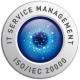 IT SERVICE MANAGEMENT
ISO/IEC 20000